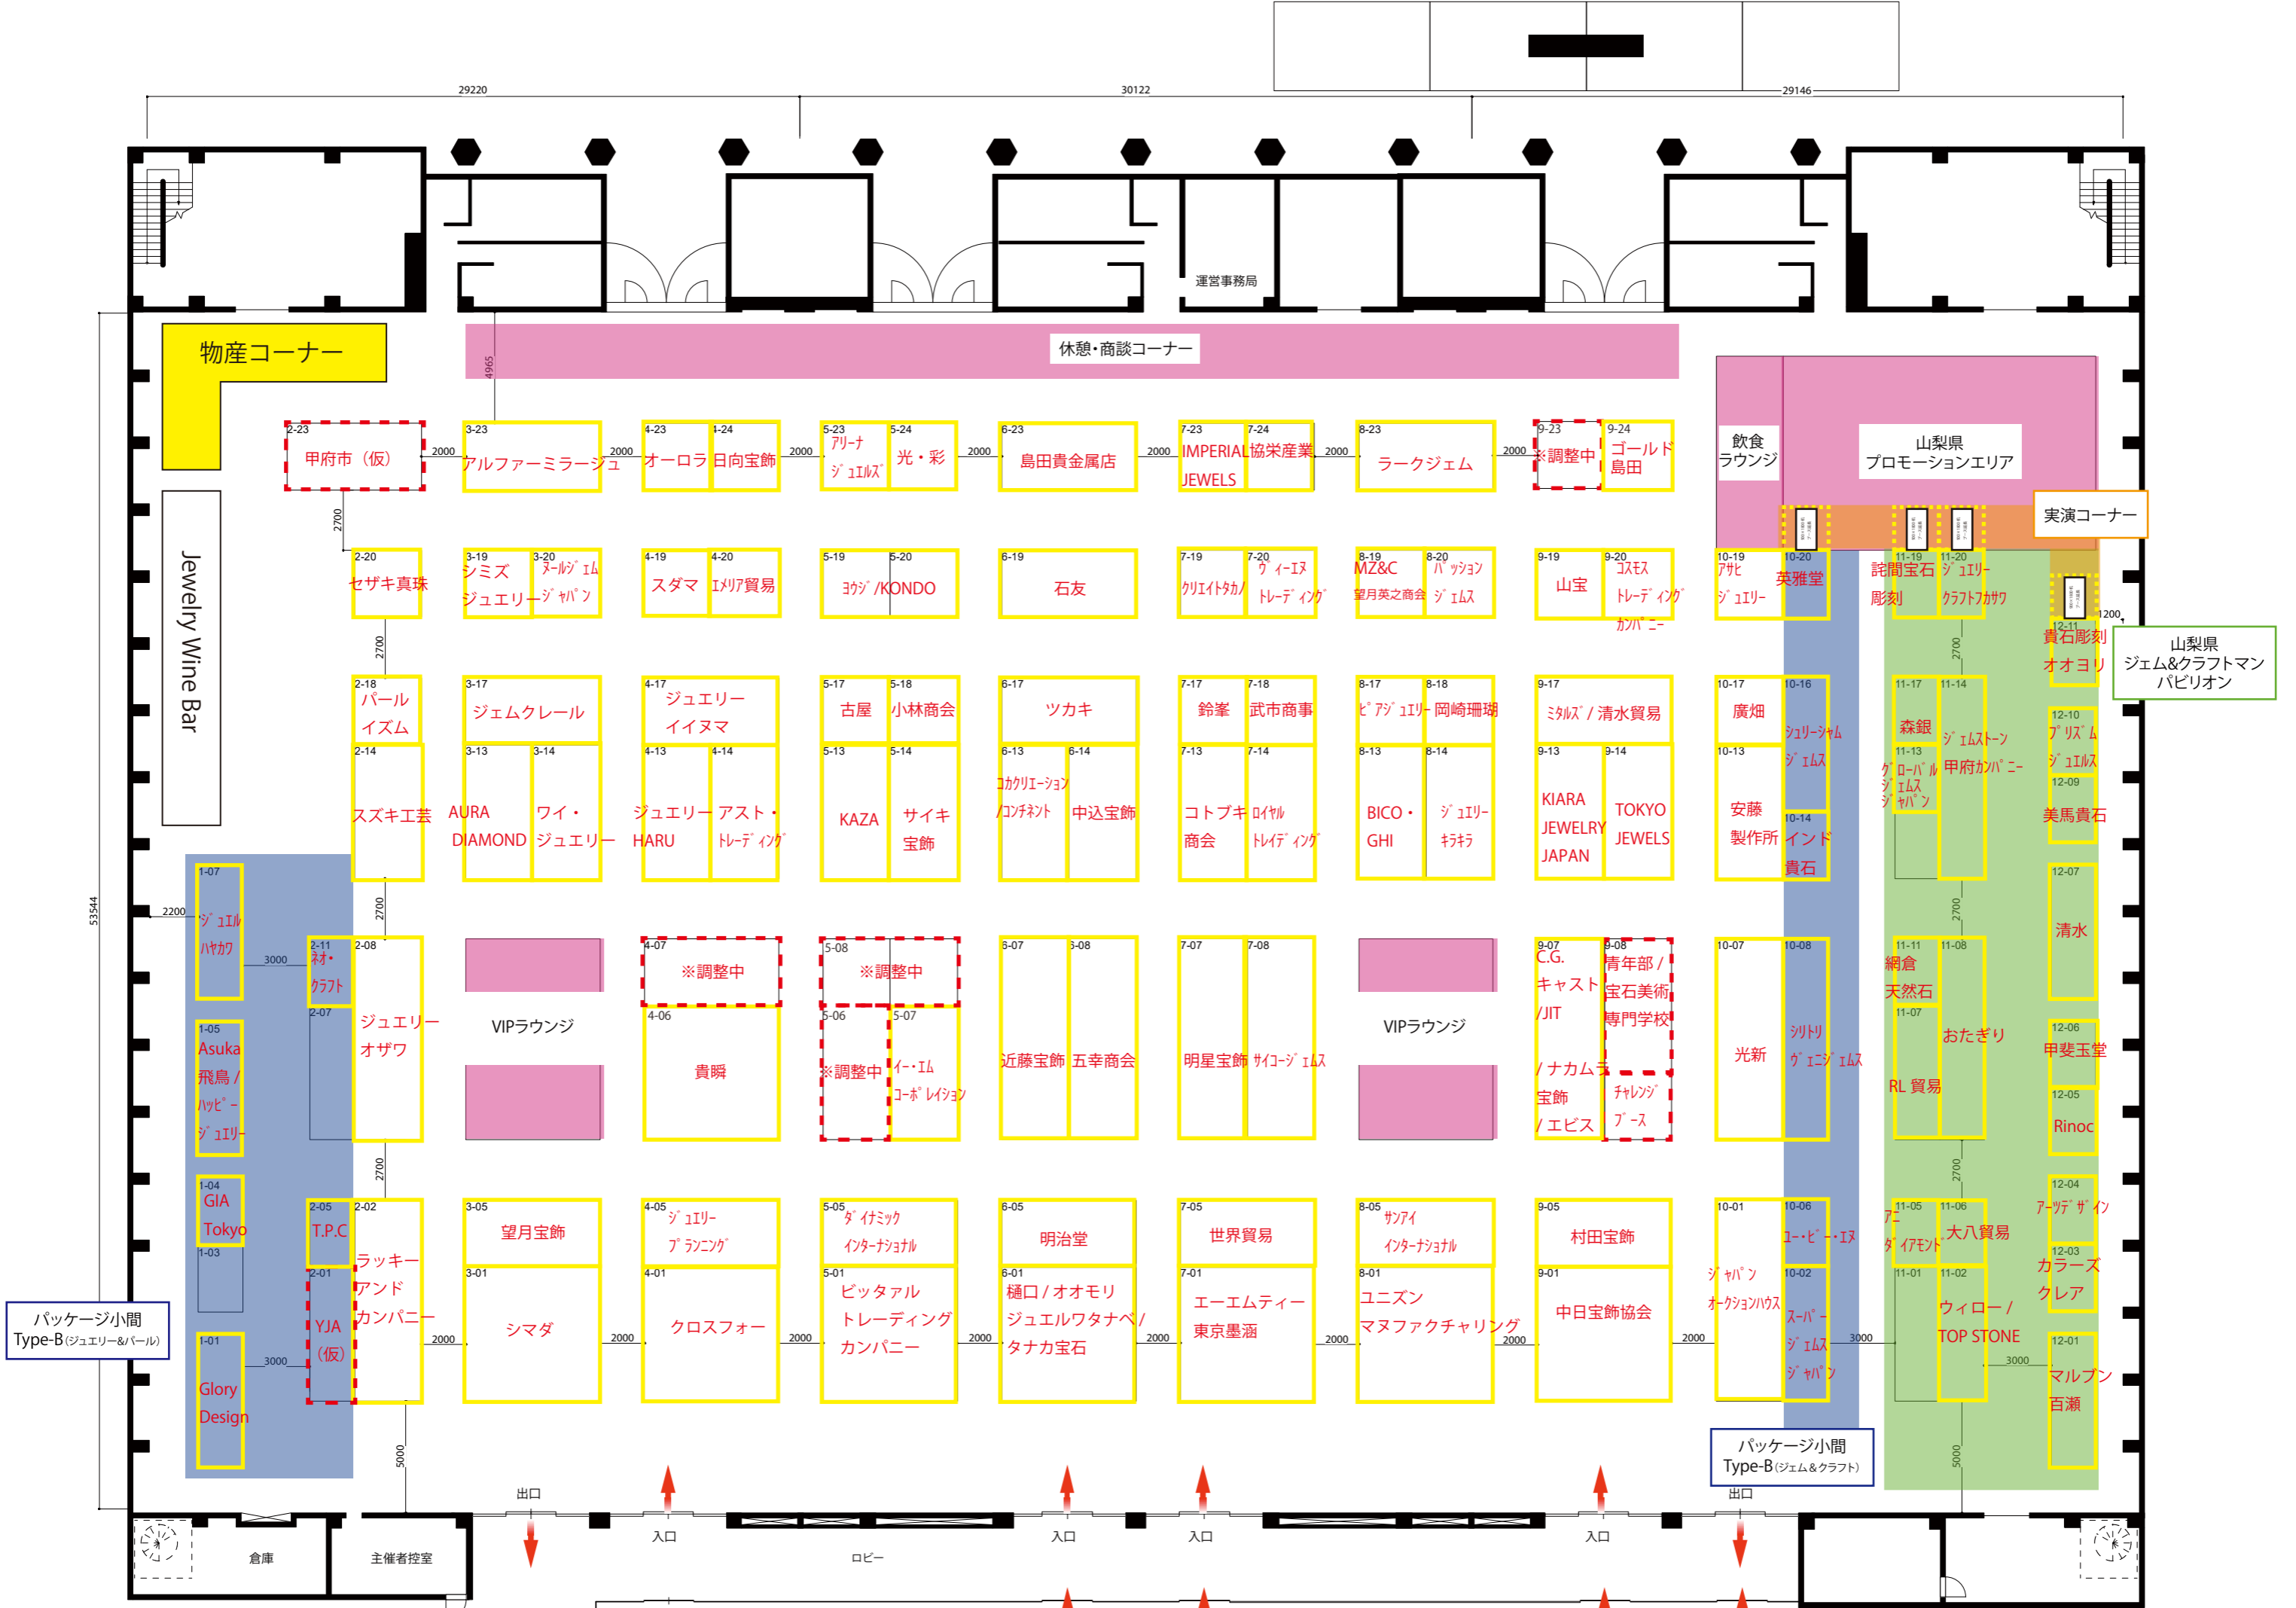 29220
30122
29146
運営事務局
物産コーナー
休憩・商談コーナー
4965
53544
飲食
ラウンジ
山梨県
プロモーションエリア
実演コーナー
2-23
甲府市（仮）
2000
3-23
アルファーミラージュ
2000
4-23
オーロラ
4-24
日向宝飾
2000
5-23
アリーナ
ジュエルズ
5-24
光・彩
2000
6-23
島田貴金属店
2000
7-23
IMPERIAL
JEWELS
7-24
協栄産業
2000
8-23
ラークジェム
2000
9-23
※調整中
9-24
ゴールド
島田
Jewelry Wine Bar
2700
2-20
セザキ真珠
3-19
シミズ
ジュエリー
3-20
ヌールジェム
ジャパン
4-19
スダマ
4-20
エメリア貿易
5-19
5-20
ヨウジ/KONDO
6-19
石友
7-19
クリエイトタカノ
7-20
ヴィーエヌ
トレーディング
8-19
MZ&C
望月英之商会
8-20
パッション
ジェムス
9-19
山宝
9-20
コスモス
トレーディング
カンパニー
10-19
アサヒ
ジュエリー
10-20
英雅堂
11-19
詫間宝石
彫刻
11-20
ジュエリー
クラフトフカサワ
1200
12-11
貴石彫刻
オオヨリ
山梨県
ジェム&クラフトマン
パビリオン
2700
2700
2-18
パール
イズム
3-17
ジェムクレール
4-17
ジュエリー
イイヌマ
5-17
古屋
5-18
小林商会
6-17
ツカキ
7-17
鈴峯
7-18
武市商事
8-17
ピアジュエリー
8-18
岡崎珊瑚
9-17
ミタルズ/清水貿易
10-17
廣畑
10-16
シュリーシャム
ジェムス
11-17
森銀
11-14
ジェムストーン
甲府カンパニー
12-10
プリズム
ジュエルス
2-14
スズキ工芸
3-13
AURA
DIAMOND
3-14
ワイ・
ジュエリー
4-13
ジュエリー
HARU
4-14
アスト・
トレーディング
5-13
KAZA
5-14
サイキ
宝飾
6-13
コカクリエーション
/コンチネント
6-14
中込宝飾
7-13
コトブキ
商会
7-14
ロイヤル
トレイディング
8-13
BICO・
GHI
8-14
ジュエリー
キラキラ
9-13
KIARA
JEWELRY
JAPAN
9-14
TOKYO
JEWELS
10-13
安藤
製作所
10-14
インド
貴石
11-13
グローバル
ジェムス
ジャパン
12-09
美馬貴石
1-07
ジュエル
ハヤカワ
2200
2700
2700
12-07
清水
3000
2-11
ネオ・
クラフト
2-08
ジュエリー
オザワ
2-07
VIPラウンジ
4-07
※調整中
4-06
貴瞬
5-08
※調整中
5-06
※調整中
5-07
イー・エム
コーポレイション
6-07
近藤宝飾
6-08
五幸商会
7-07
明星宝飾
7-08
サイコージェムス
VIPラウンジ
9-07
C.G.
キャスト
/JIT
/ナカムラ
宝飾
/エビス
9-08
青年部/
宝石美術
専門学校
チャレンジ
ブース
10-07
光新
10-08
シリトリ
ヴェニジェムス
11-11
網倉
天然石
11-08
おたぎり
11-07
RL 貿易
12-06
甲斐玉堂
12-05
Rinoc
1-05
Asuka
飛鳥/
ハッピー
ジュエリー
2700
2700
1-04
GIA
Tokyo
1-03
2-05
T.P.C
2-02
ラッキー
アンド
カンパニー
2-01
YJA
（仮）
3-05
望月宝飾
4-05
ジュエリー
プランニング
5-05
ダイナミック
インターナショナル
6-05
明治堂
7-05
世界貿易
8-05
サンアイ
インターナショナル
9-05
村田宝飾
10-01
ジャパン
オークションハウス
10-06
ユー・ビー・エヌ
11-05
アニ
ダイアモンド
11-06
大八貿易
12-04
アーツデザイン
12-03
カラーズ
クレア
パッケージ小間
Type-B（ジュエリー&パール）
1-01
Glory
Design
3000
2000
3-01
シマダ
2000
4-01
クロスフォー
2000
5-01
ビッタァル
トレーディング
カンパニー
2000
6-01
樋口/オオモリ
ジュエルワタナベ/
タナカ宝石
2000
7-01
エーエムティー
東京墨涵
2000
8-01
ユニズン
マヌファクチャリング
2000
9-01
中日宝飾協会
2000
10-02
スーパー
ジェムス
ジャパン
3000
11-01
11-02
ウィロー/
TOP STONE
3000
12-01
マルブン
百瀬
5000
パッケージ小間
Type-B（ジェム&クラフト）
5000
出口
出口
入口
入口
入口
入口
倉庫
主催者控室
ロビー